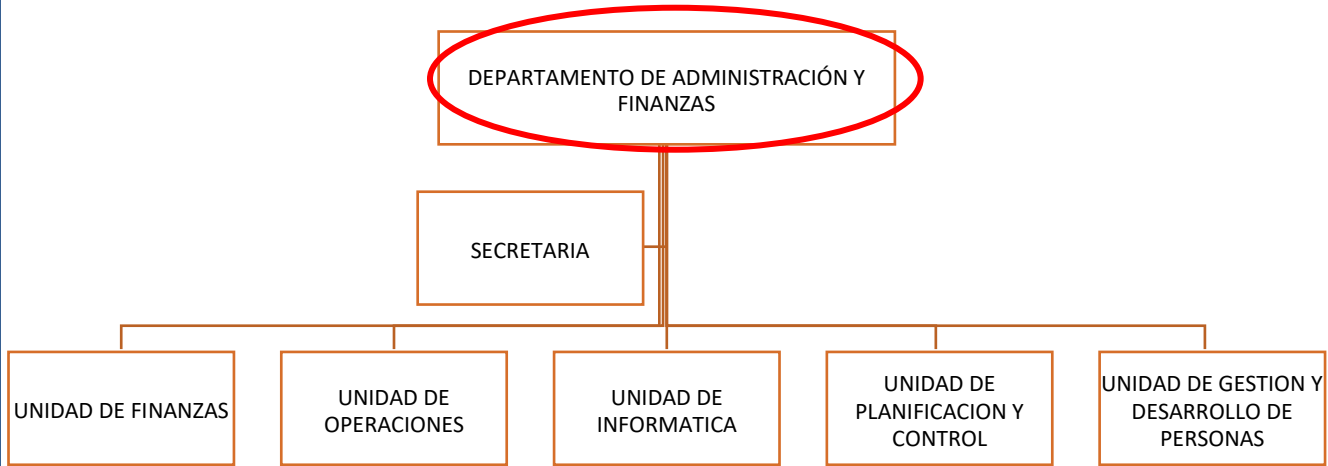 DEPARTAMENTO DE ADMINISTRACIÓN Y
FINANZAS
SECRETARIA
UNIDAD DE FINANZAS
UNIDAD DE
OPERACIONES
UNIDAD DE
INFORMATICA
UNIDAD DE
PLANIFICACION Y
CONTROL
UNIDAD DE GESTION Y
DESARROLLO DE
PERSONAS